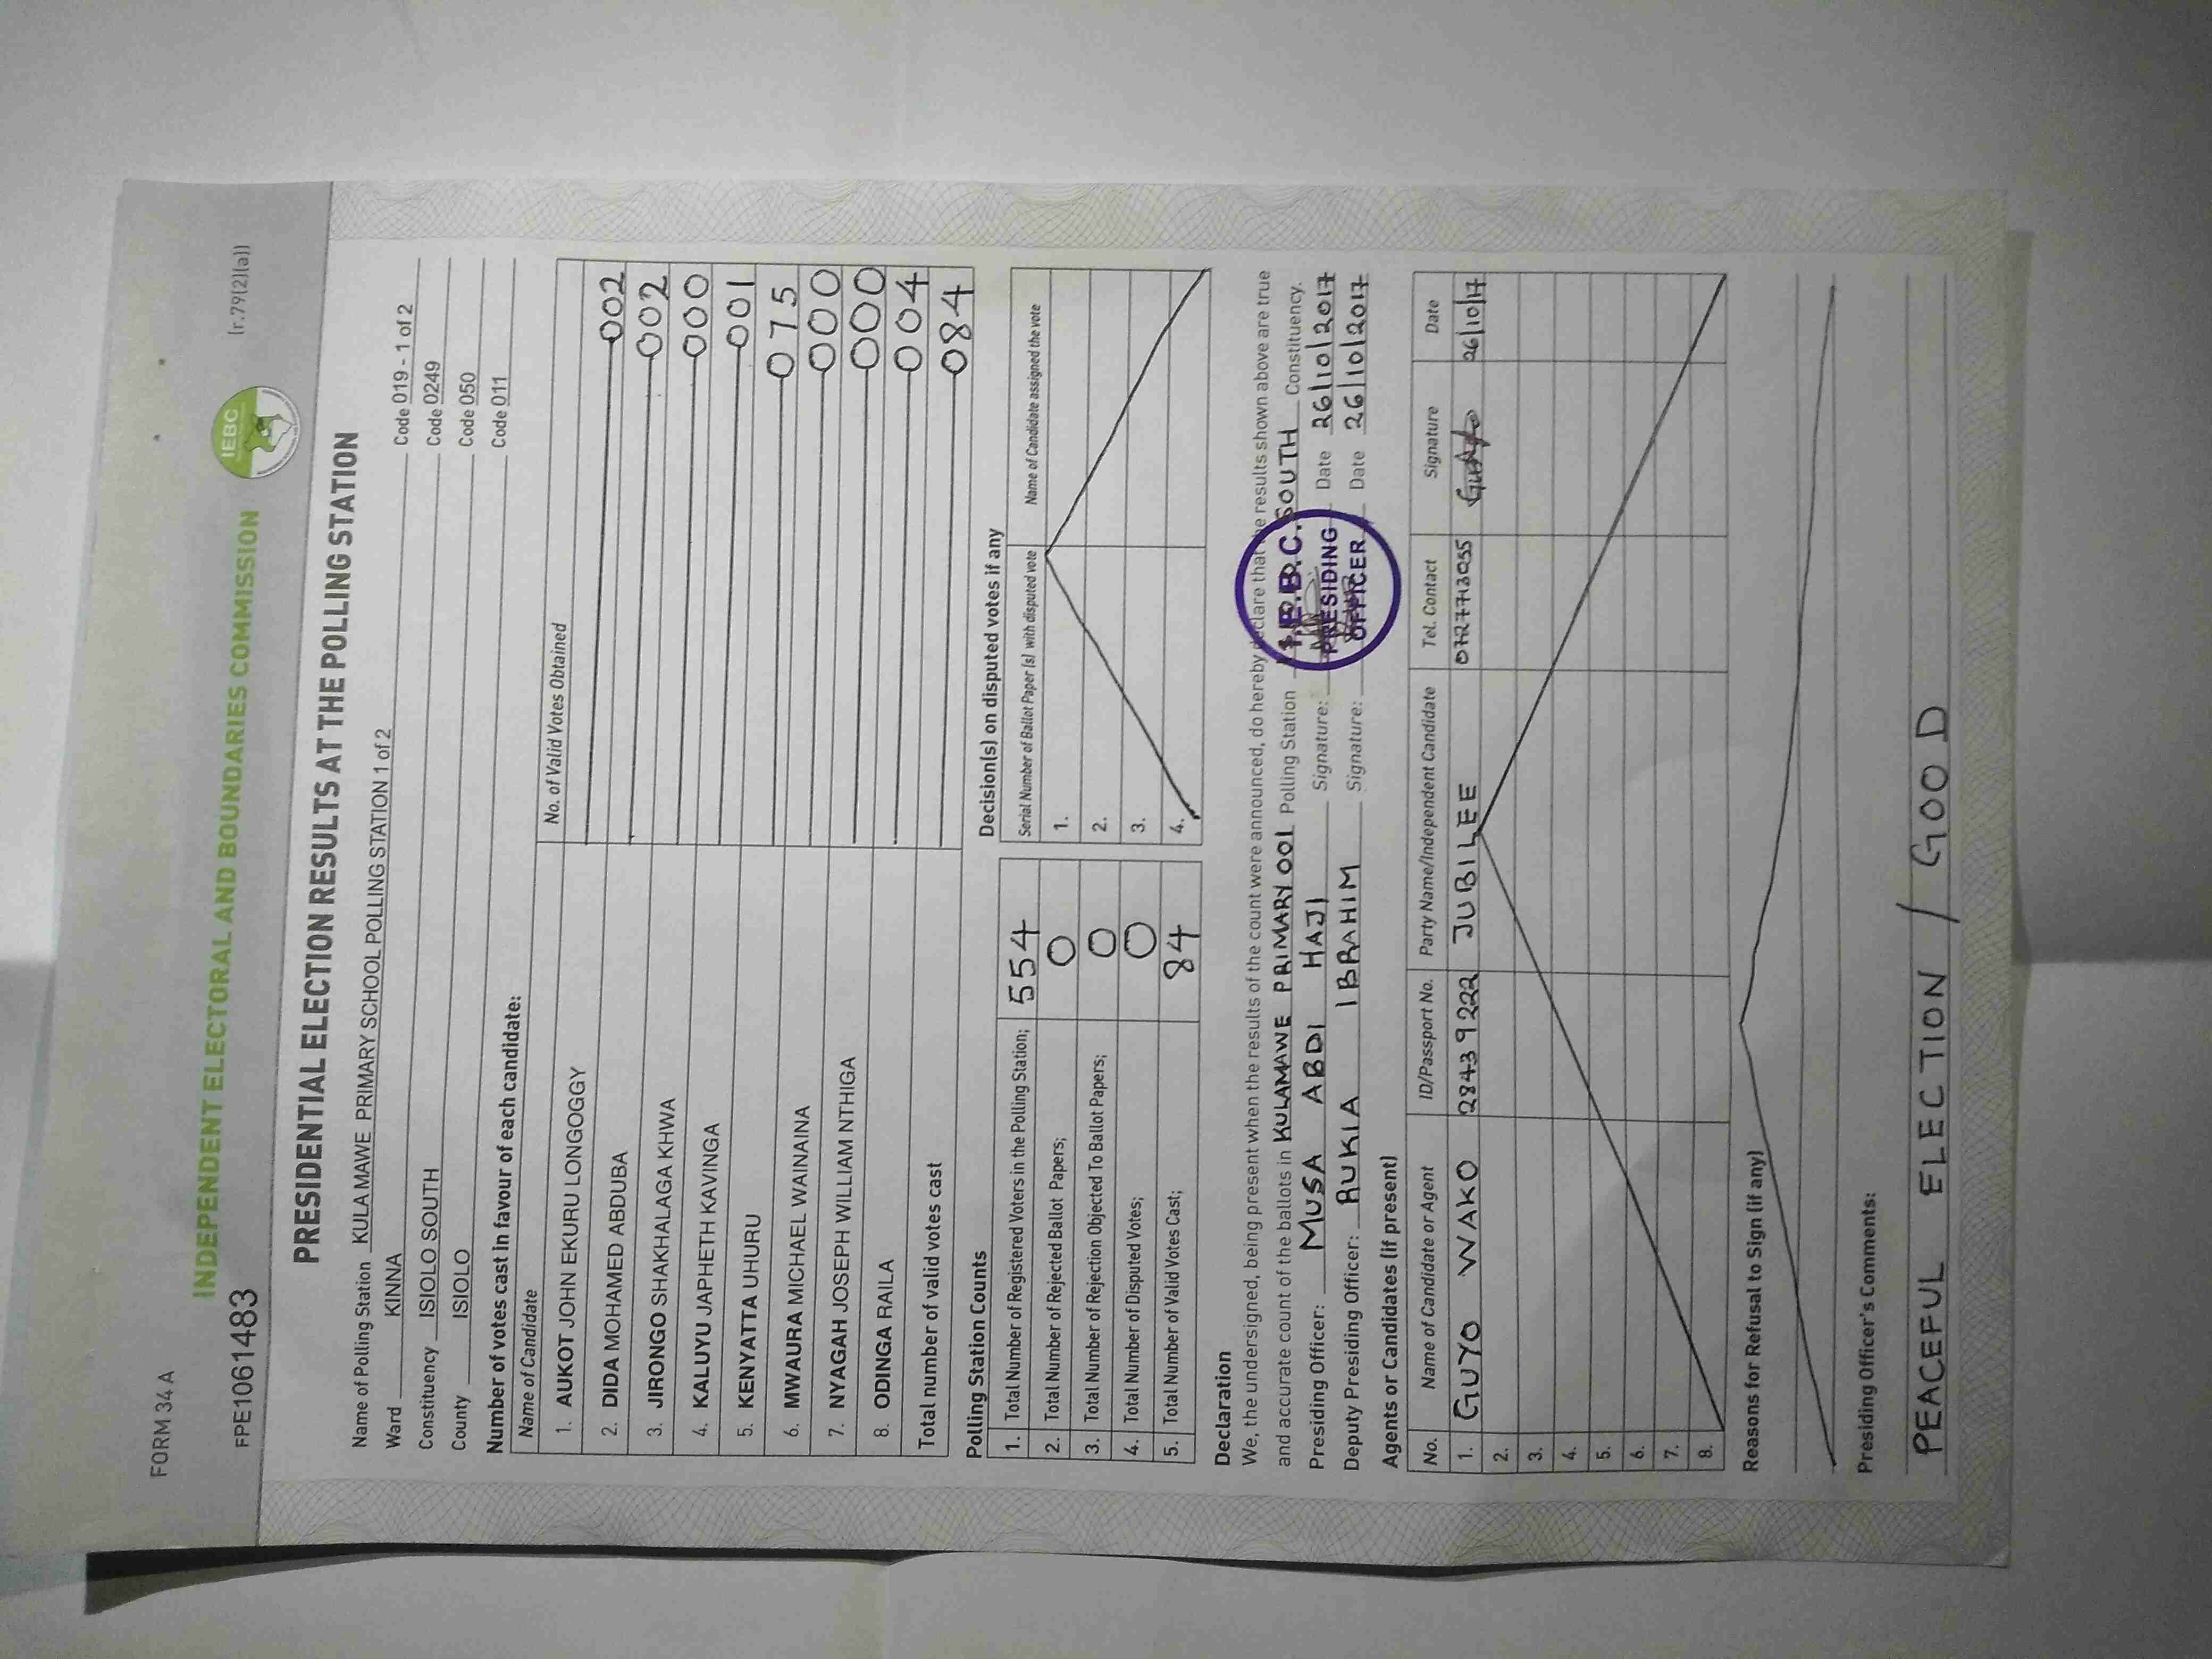 FORM 34 A
INDEPENDENT ELECTORAL AND BOUNDARIES COMMISSION
IEBC
(r.79(2)(a))
FPE1061483
PRESIDENTIAL ELECTION RESULTS AT THE POLLING STATION
Name of Polling Station KULA MAWE PRIMARY SCHOOL POLLING STATION 1 of 2 Code 019 - 1 of 2
Ward KINNA Code 0249
Constituency ISIOLO SOUTH Code 050
County ISIOLO Code 011
Number of votes cast in favour of each candidate:
Name of Candidate No. of Valid Votes Obtained
1. AUKOT JOHN EKURU LONGOGGY 002
2. DIDA MOHAMED ABDUBA 002
3. JIRONGO SHAKHALAGA KHWA 000
4. KALUYU JAPHETH KAVINGA 001
5. KENYATTA UHURU 075
6. MWAURA MICHAEL WAINAINA 000
7. NYAGAH JOSEPH WILLIAM NTHIGA 000
8. ODINGA RAILA 004
Total number of valid votes cast 084
Polling Station Counts
1. Total Number of Registered Voters in the Polling Station; 554
2. Total Number of Rejected Ballot Papers; 0
3. Total Number of Rejection Objected To Ballot Papers; 0
4. Total Number of Disputed Votes; 0
5. Total Number of Valid Votes Cast; 84
Decision(s) on disputed votes if any
Serial Number of Ballot Paper (s) with disputed vote Name of Candidate assigned the vote
1.
2.
3.
4.
Declaration
We, the undersigned, being present when the results of the count were announced, do hereby declare that the results shown above are true
and accurate count of the ballots in KULAMAWE PRIMARY 001 Polling Station ISIOLO SOUTH Constituency.
Presiding Officer: MUSA ABDI HAJI Signature: Date 26/10/2017
Deputy Presiding Officer: RUKIA IBRAHIM Signature: Date 26/10/2017
I.E.B.C.
PRESIDING
OFFICER
Agents or Candidates (if present)
No. Name of Candidate or Agent ID/Passport No. Party Name/Independent Candidate Tel. Contact Signature Date
1. GUYO WAKO 28439222 JUBILEE 0727713055 26/10/17
2.
3.
4.
5.
6.
7.
8.
Reasons for Refusal to Sign (if any)
Presiding Officer's Comments:
PEACEFUL ELECTION / GOOD